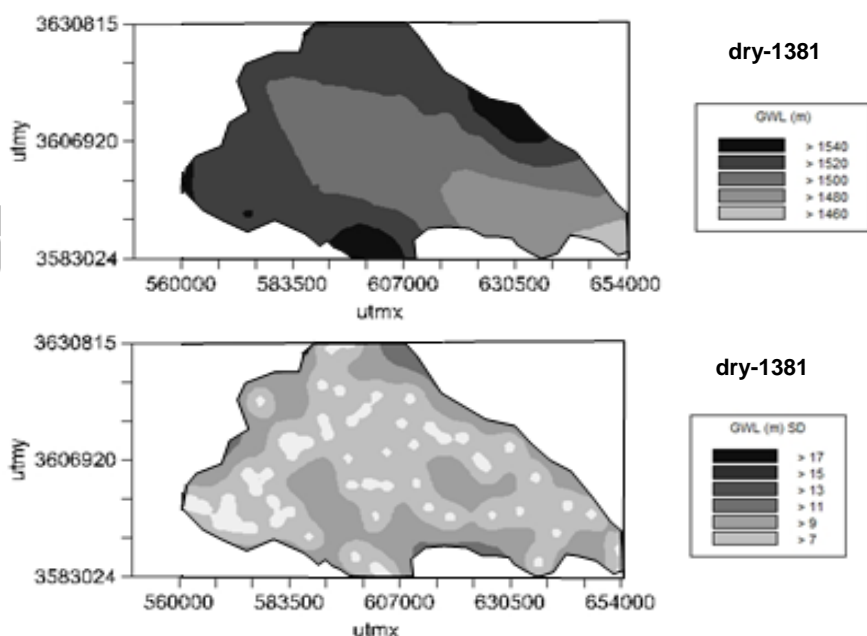 3630815
dry-1381
GWL (m)
> 1540
> 1520
> 1500
> 1480
> 1460
utmy
3606920
3583024
560000 583500 607000 630500 654000
utmx
3630815
dry-1381
GWL (m) SD
> 17
> 15
> 13
> 11
> 9
> 7
utmy
3606920
3583024
560000 583500 607000 630500 654000
utmx